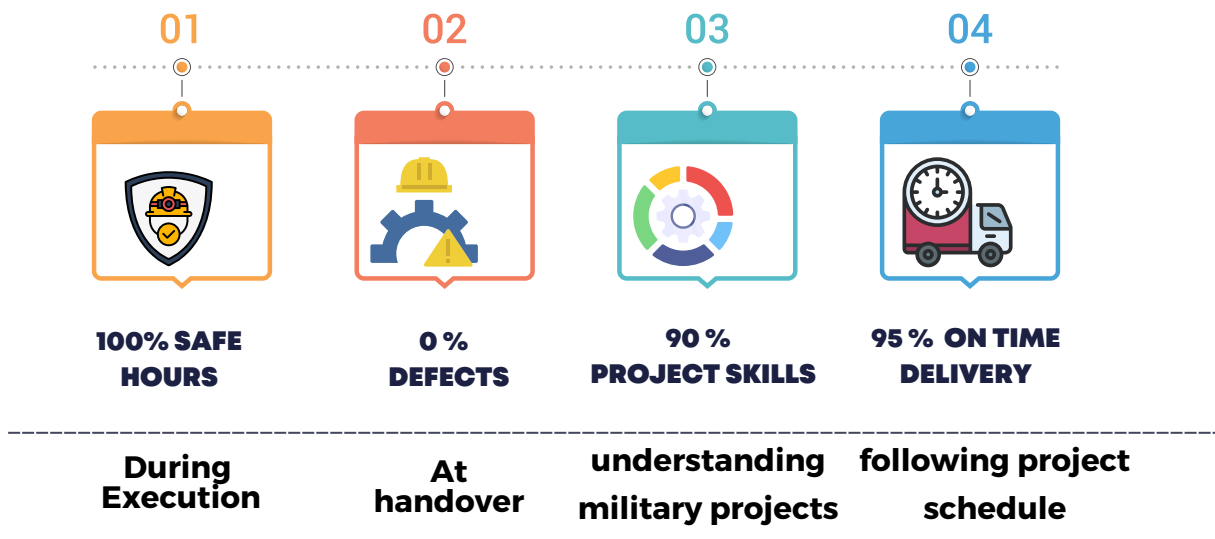 01
02
03
04
100% SAFE
HOURS
0 %
DEFECTS
90 %
PROJECT SKILLS
95 % ON TIME
DELIVERY
During
Execution
At
handover
understanding
military projects
following project
schedule